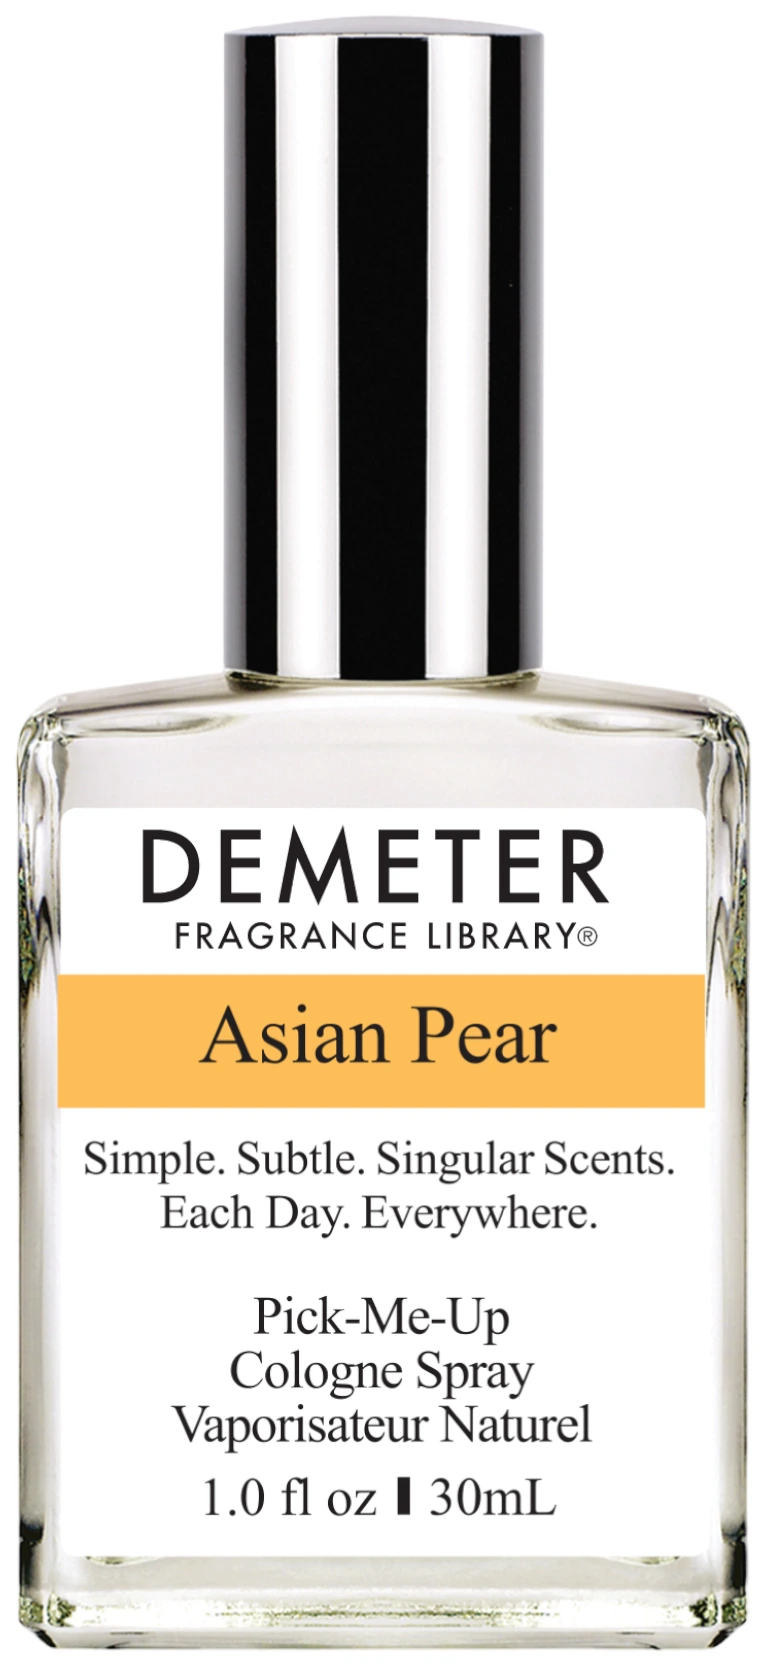 DEMETER
FRAGRANCE LIBRARY®
Asian Pear
Simple. Subtle. Singular Scents.
Each Day. Everywhere.
Pick-Me-Up
Cologne Spray
Vaporisateur Naturel
1.0 fl oz ▌ 30mL